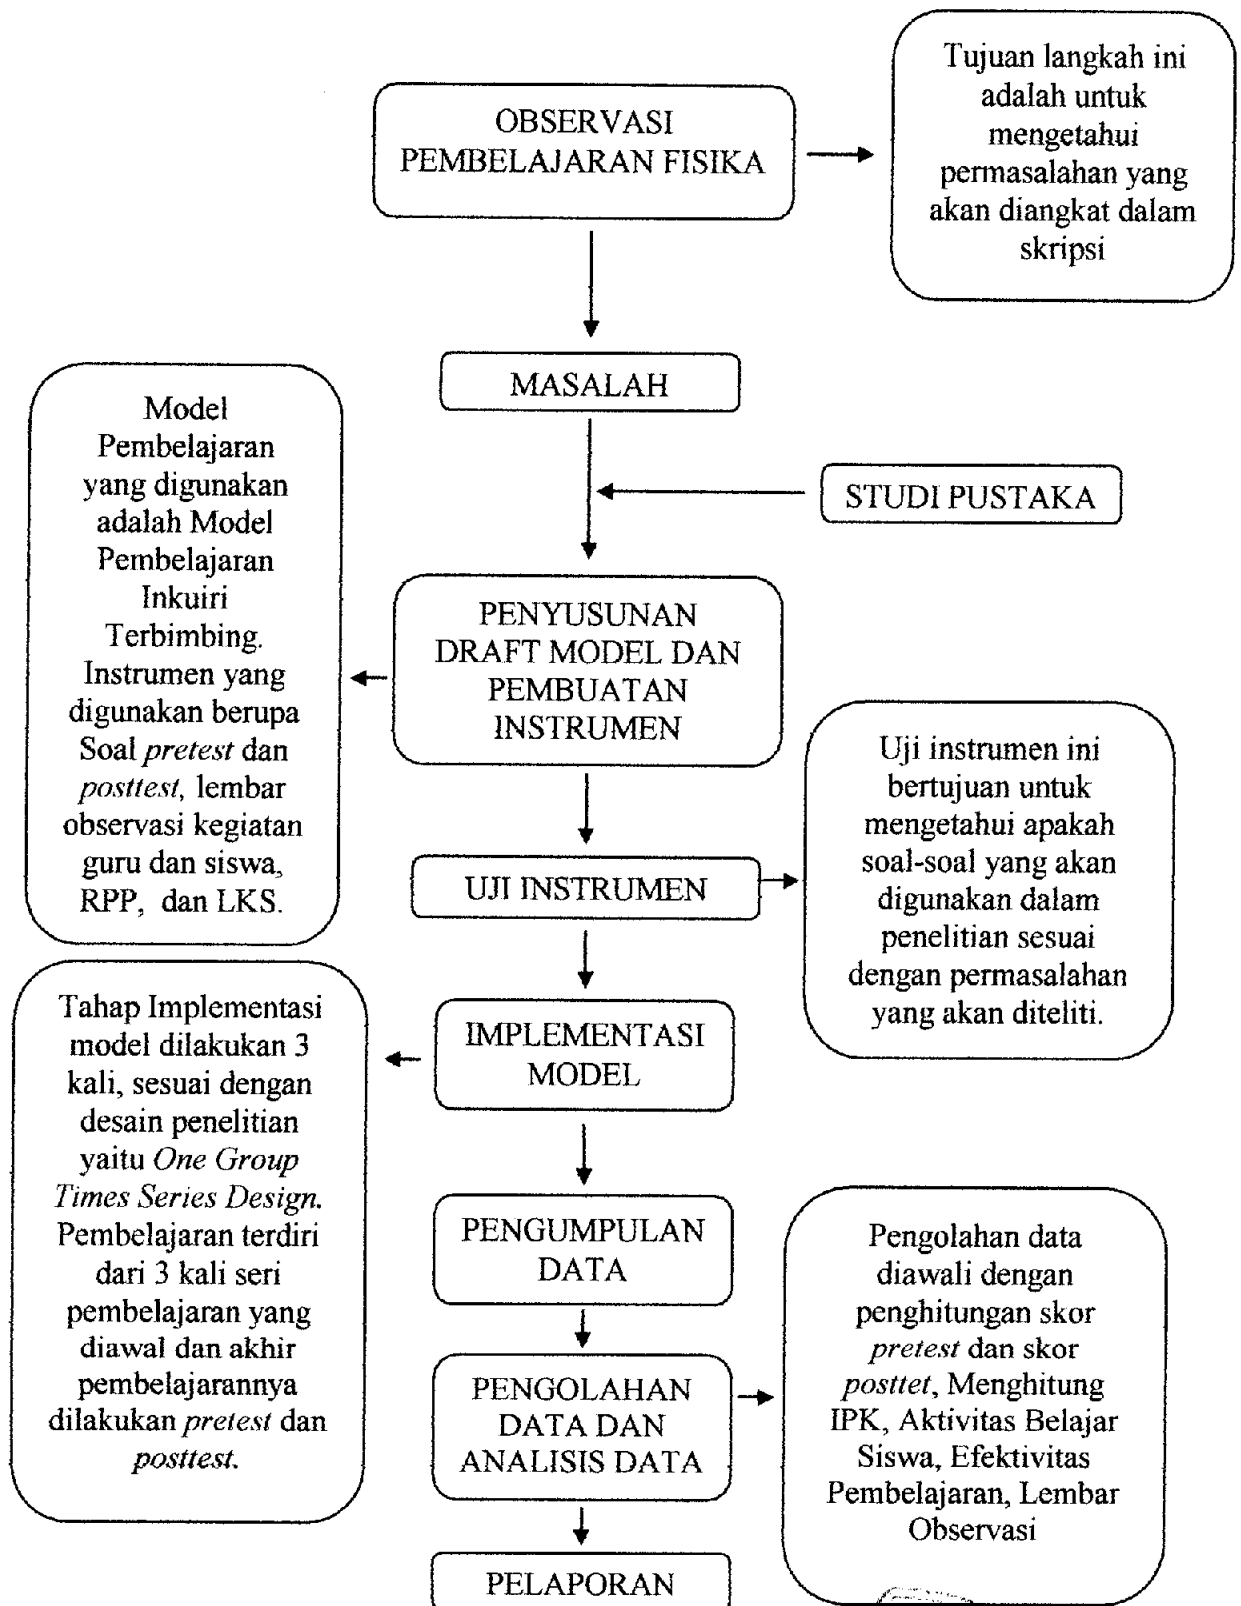 OBSERVASI
PEMBELAJARAN FISIKA
Tujuan langkah ini
adalah untuk
mengetahui
permasalahan yang
akan diangkat dalam
skripsi
MASALAH
STUDI PUSTAKA
PENYUSUNAN
DRAFT MODEL DAN
PEMBUATAN
INSTRUMEN
Model
Pembelajaran
yang digunakan
adalah Model
Pembelajaran
Inkuiri
Terbimbing.
Instrumen yang
digunakan berupa
Soal pretest dan
posttest, lembar
observasi kegiatan
guru dan siswa,
RPP, dan LKS.
UJI INSTRUMEN
Uji instrumen ini
bertujuan untuk
mengetahui apakah
soal-soal yang akan
digunakan dalam
penelitian sesuai
dengan permasalahan
yang akan diteliti.
IMPLEMENTASI
MODEL
Tahap Implementasi
model dilakukan 3
kali, sesuai dengan
desain penelitian
yaitu One Group
Times Series Design.
Pembelajaran terdiri
dari 3 kali seri
pembelajaran yang
diawal dan akhir
pembelajarannya
dilakukan pretest dan
posttest.
PENGUMPULAN
DATA
PENGOLAHAN
DATA DAN
ANALISIS DATA
Pengolahan data
diawali dengan
penghitungan skor
pretest dan skor
posttet, Menghitung
IPK, Aktivitas Belajar
Siswa, Efektivitas
Pembelajaran, Lembar
Observasi
PELAPORAN